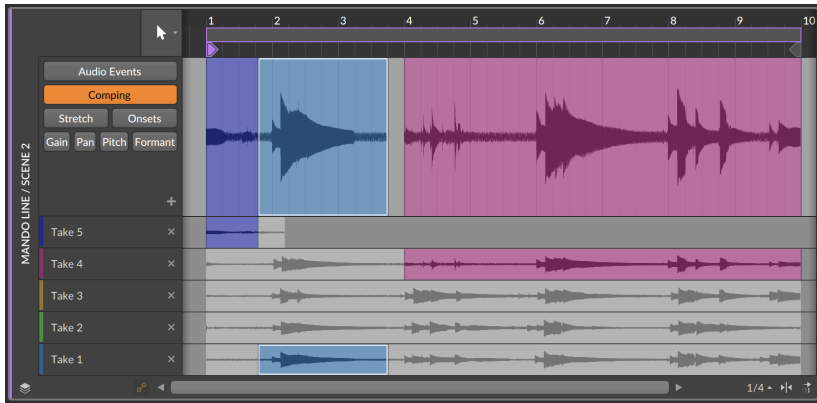 1 2 3 4 5 6 7 8 9 10
Audio Events
Comping
Stretch Onsets
Gain Pan Pitch Formant
+
MANDO LINE / SCENE 2
Take 5 ×
Take 4 ×
Take 3 ×
Take 2 ×
Take 1 ×
1/4